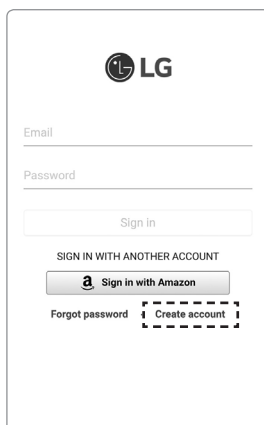 LG
Email
Password
Sign in
SIGN IN WITH ANOTHER ACCOUNT
a Sign in with Amazon
Forgot password Create account